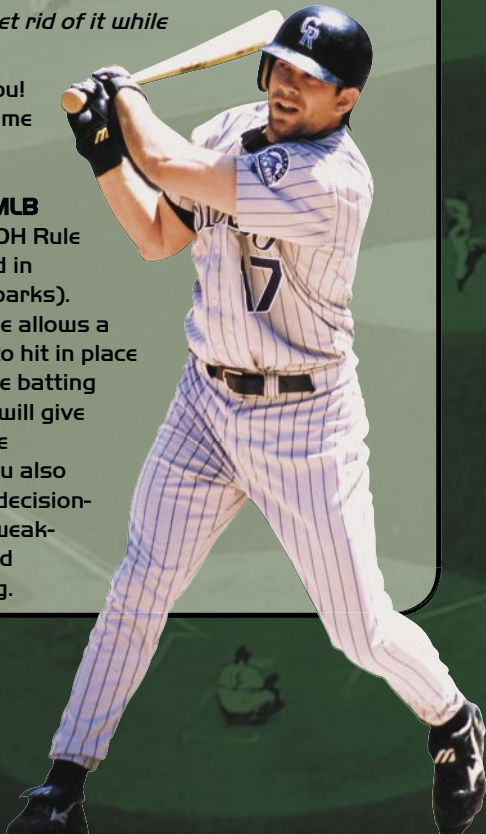 et rid of it while
ou!
me
MLB
DH Rule
d in
parks).
e allows a
to hit in place
e batting
will give
e
u also
decision-
weak-
d
g.
CR
17